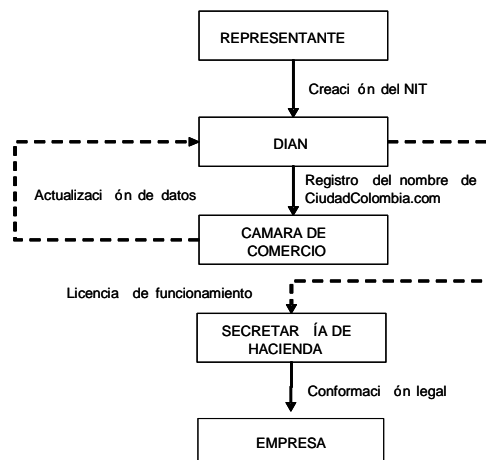 REPRESENTANTE
Creaci ón del NIT
DIAN
Registro del nombre de
CiudadColombia.com
Actualizaci ón de datos
CAMARA DE
COMERCIO
Licencia de funcionamiento
SECRETAR ÍA DE
HACIENDA
Conformaci ón legal
EMPRESA